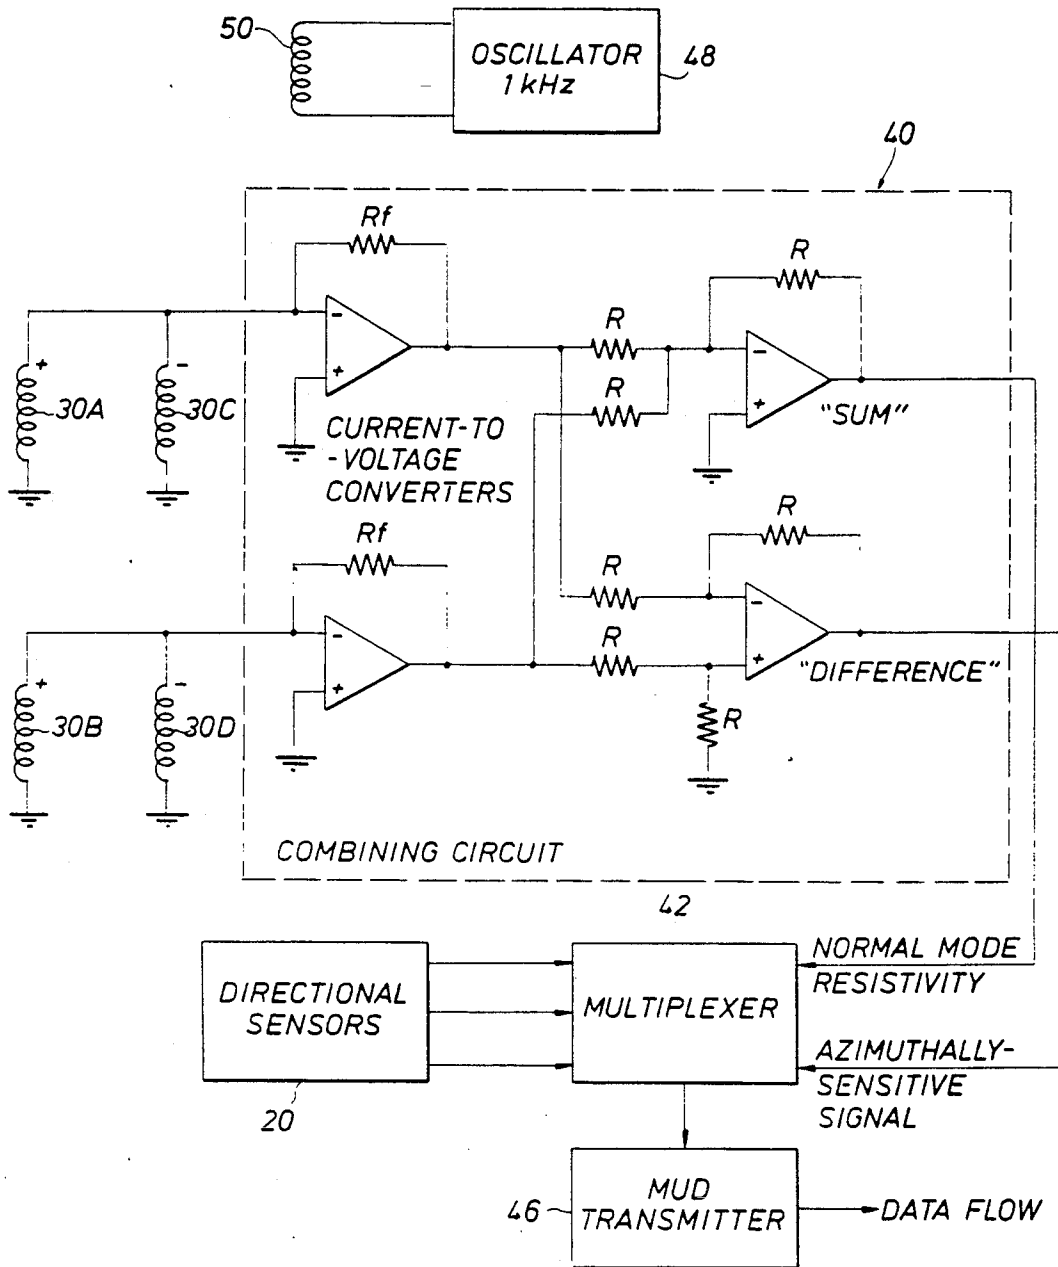 50
OSCILLATOR
1 kHz
48
40
Rf
R
-
+
+
-
30A
30C
CURRENT-TO
-VOLTAGE
CONVERTERS
R
R
-
+
"SUM"
Rf
R
R
-
+
"DIFFERENCE"
R
R
-
+
+
-
30B
30D
COMBINING CIRCUIT
42
DIRECTIONAL
SENSORS
20
MULTIPLEXER
NORMAL MODE
RESISTIVITY
AZIMUTHALLY-
SENSITIVE
SIGNAL
46
MUD
TRANSMITTER
DATA FLOW